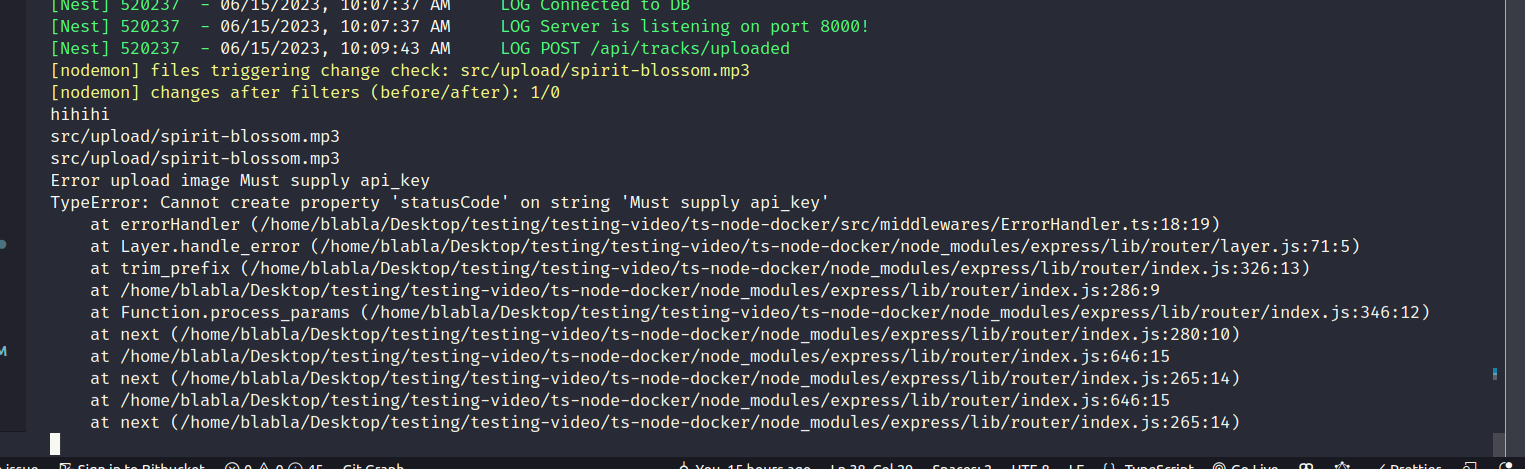 [Nest] 520237  - 06/15/2023, 10:07:37 AM     LOG Connected to DB
[Nest] 520237  - 06/15/2023, 10:07:37 AM     LOG Server is listening on port 8000!
[Nest] 520237  - 06/15/2023, 10:09:43 AM     LOG POST /api/tracks/uploaded
[nodemon] files triggering change check: src/upload/spirit-blossom.mp3
[nodemon] changes after filters (before/after): 1/0
hihihi
src/upload/spirit-blossom.mp3
src/upload/spirit-blossom.mp3
Error upload image Must supply api_key
TypeError: Cannot create property 'statusCode' on string 'Must supply api_key'
    at errorHandler (/home/blabla/Desktop/testing/testing-video/ts-node-docker/src/middlewares/ErrorHandler.ts:18:19)
    at Layer.handle_error (/home/blabla/Desktop/testing/testing-video/ts-node-docker/node_modules/express/lib/router/layer.js:71:5)
    at trim_prefix (/home/blabla/Desktop/testing/testing-video/ts-node-docker/node_modules/express/lib/router/index.js:326:13)
    at /home/blabla/Desktop/testing/testing-video/ts-node-docker/node_modules/express/lib/router/index.js:286:9
    at Function.process_params (/home/blabla/Desktop/testing/testing-video/ts-node-docker/node_modules/express/lib/router/index.js:346:12)
    at next (/home/blabla/Desktop/testing/testing-video/ts-node-docker/node_modules/express/lib/router/index.js:280:10)
    at /home/blabla/Desktop/testing/testing-video/ts-node-docker/node_modules/express/lib/router/index.js:646:15
    at next (/home/blabla/Desktop/testing/testing-video/ts-node-docker/node_modules/express/lib/router/index.js:265:14)
M
    at /home/blabla/Desktop/testing/testing-video/ts-node-docker/node_modules/express/lib/router/index.js:646:15
    at next (/home/blabla/Desktop/testing/testing-video/ts-node-docker/node_modules/express/lib/router/index.js:265:14)
issue Sign in to Bitbucket 0 0 45 Git Graph You, 15 hours ago Ln 38, Col 29 Spaces: 2 UTF-8 LF {} TypeScript Go Live Prettier